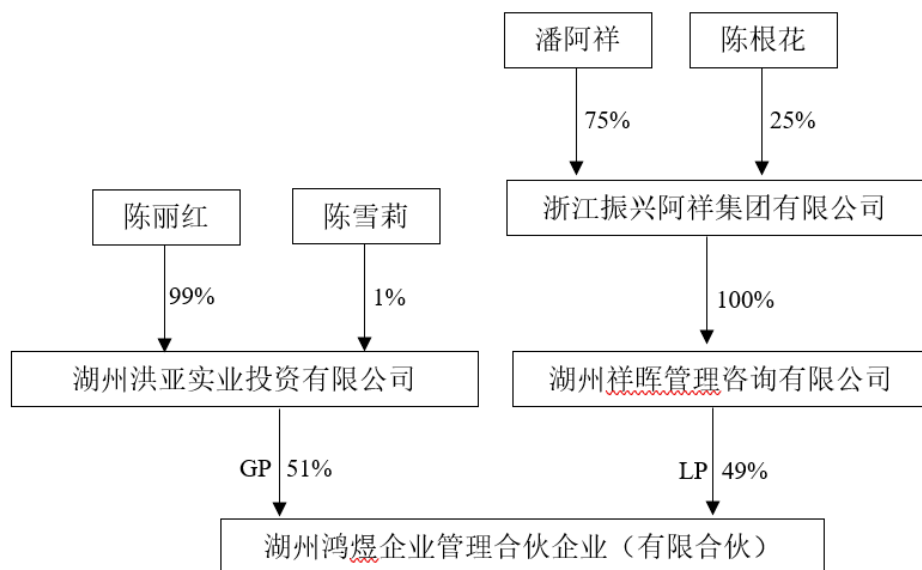 潘阿祥
陈根花
75%
25%
陈丽红
陈雪莉
浙江振兴阿祥集团有限公司
99%
1%
100%
湖州洪亚实业投资有限公司
湖州祥晖管理咨询有限公司
GP 51%
LP 49%
湖州鸿煜企业管理合伙企业（有限合伙）